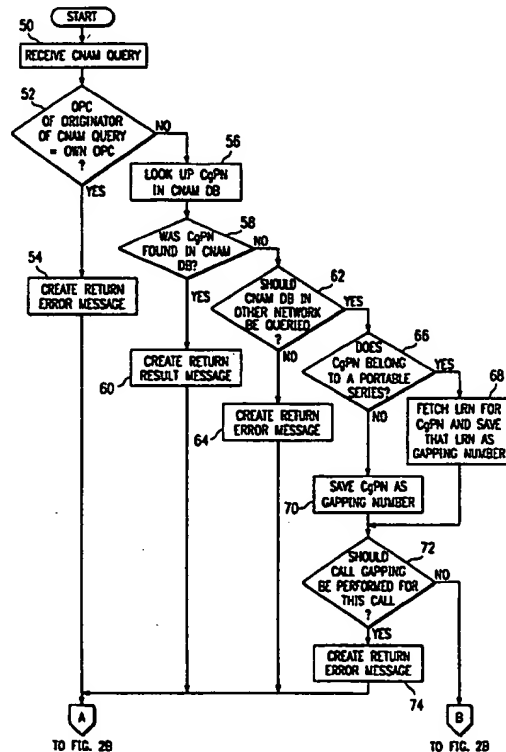 START
50
RECEIVE CNAM QUERY
52
OPC
OF ORIGINATOR
OF CNAM QUERY
= OWN OPC
?
NO
YES
56
LOOK UP CgPN
IN CNAM DB
58
WAS CgPN
FOUND IN CNAM
DB?
NO
YES
54
CREATE RETURN
ERROR MESSAGE
62
SHOULD
CNAM DB IN
OTHER NETWORK
BE QUERIED
?
YES
NO
60
CREATE RETURN
RESULT MESSAGE
66
DOES
CgPN BELONG
TO A PORTABLE
SERIES?
YES
NO
64
CREATE RETURN
ERROR MESSAGE
68
FETCH LRN FOR
CgPN AND SAVE
THAT LRN AS
GAPPING NUMBER
70
SAVE CgPN AS
GAPPING NUMBER
72
SHOULD
CALL GAPPING
BE PERFORMED FOR
THIS CALL
?
NO
YES
CREATE RETURN
ERROR MESSAGE
74
A
TO FIG. 2B
B
TO FIG. 2B